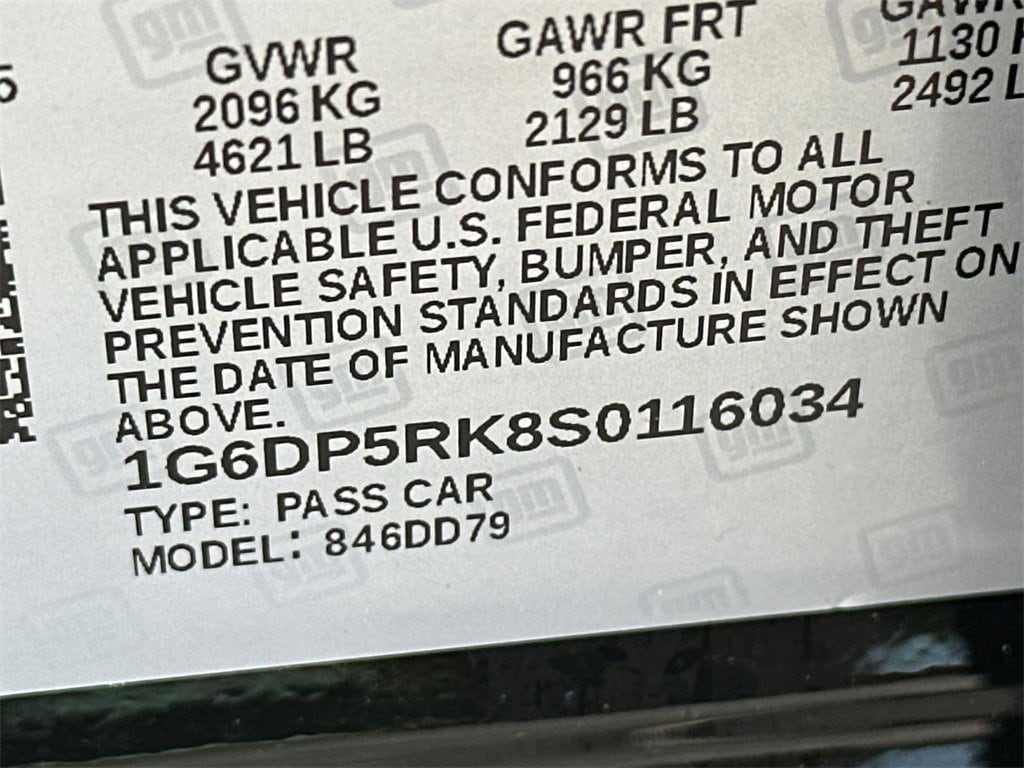 GVWR GAWR FRT
2096 KG 966 KG 1130
4621 LB 2129 LB 2492
THIS VEHICLE CONFORMS TO ALL
APPLICABLE U.S. FEDERAL MOTOR
VEHICLE SAFETY, BUMPER, AND THEFT
PREVENTION STANDARDS IN EFFECT ON
THE DATE OF MANUFACTURE SHOWN
ABOVE.
1G6DP5RK8S0116034
TYPE: PASS CAR
MODEL: 846DD79